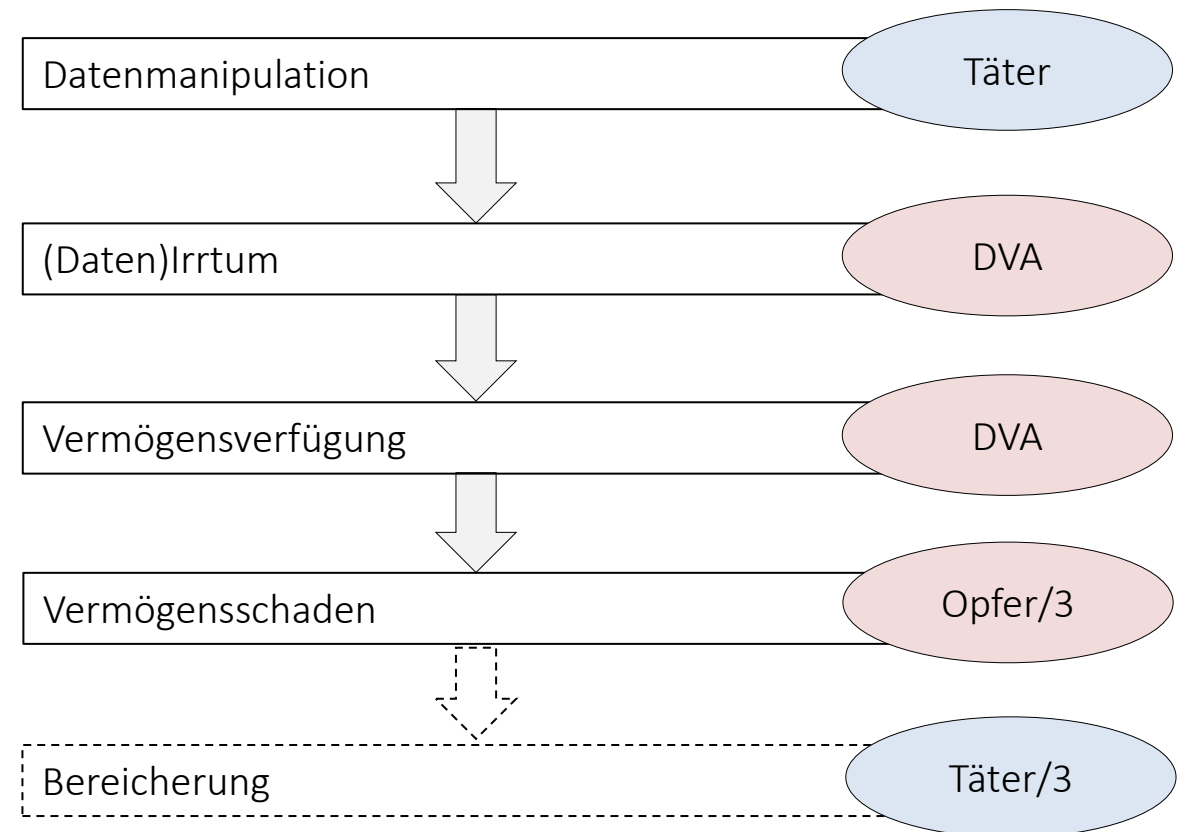 Datenmanipulation
Täter
(Daten)Irrtum
DVA
Vermögensverfügung
DVA
Vermögensschaden
Opfer/3
Bereicherung
Täter/3